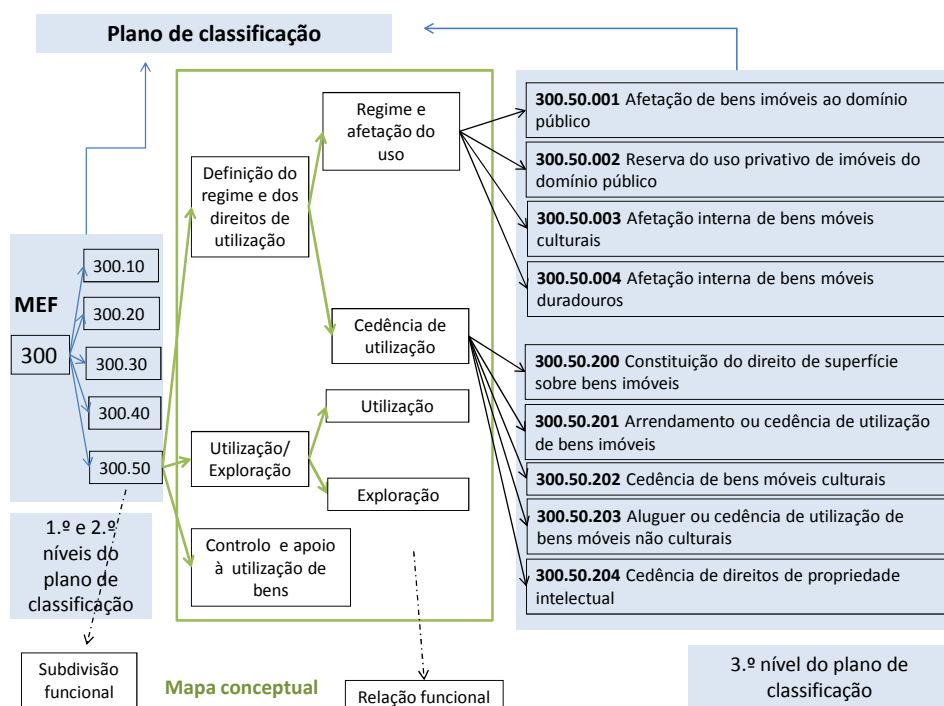 Plano de classificação
MEF
300
300.10
300.20
300.30
300.40
300.50
1.º e 2.º
níveis do
plano de
classificação
Subdivisão
funcional
Definição do
regime e dos
direitos de
utilização
Utilização/
Exploração
Controlo e apoio
à utilização de
bens
Regime e
afetação do
uso
Cedência de
utilização
Utilização
Exploração
Mapa conceptual
Relação funcional
300.50.001 Afetação de bens imóveis ao domínio
público
300.50.002 Reserva do uso privativo de imóveis do
domínio público
300.50.003 Afetação interna de bens móveis
culturais
300.50.004 Afetação interna de bens móveis
duradouros
300.50.200 Constituição do direito de superfície
sobre bens imóveis
300.50.201 Arrendamento ou cedência de utilização
de bens imóveis
300.50.202 Cedência de bens móveis culturais
300.50.203 Aluguer ou cedência de utilização de
bens móveis não culturais
300.50.204 Cedência de direitos de propriedade
intelectual
3.º nível do plano de
classificação